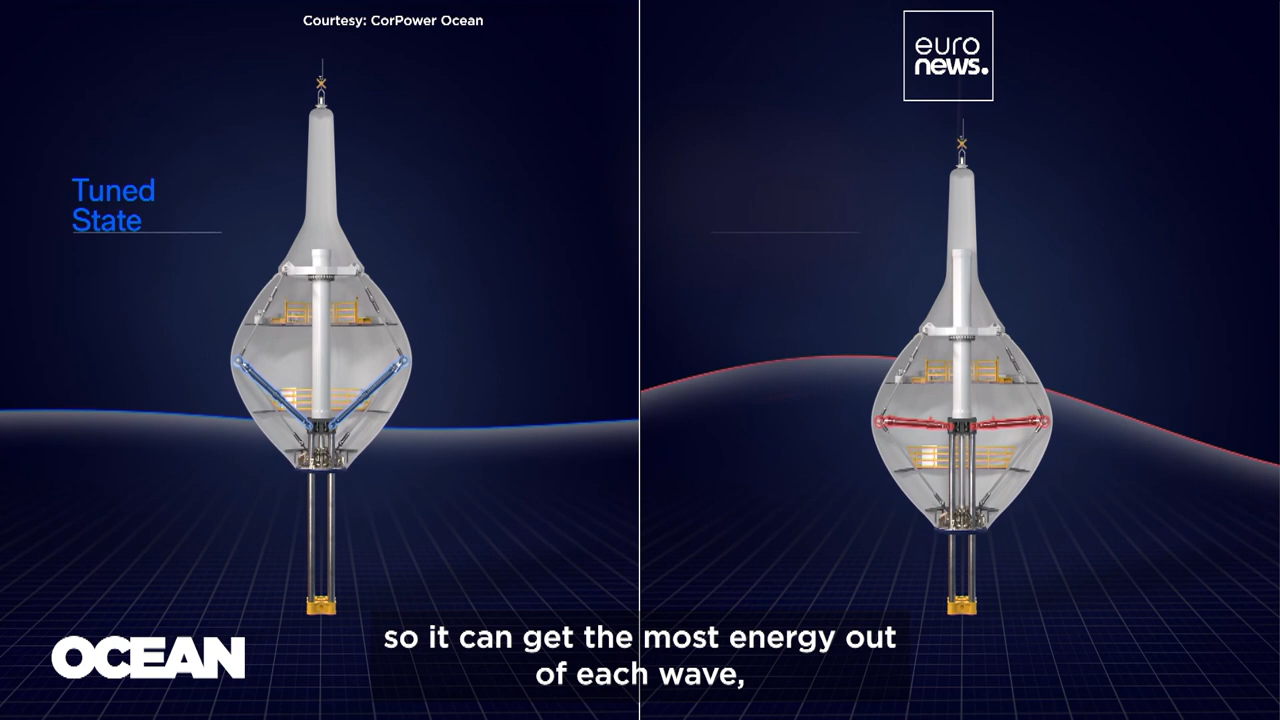 Courtesy: CorPower Ocean
euro
news.
Tuned
State
so it can get the most energy out
of each wave,
OCEAN